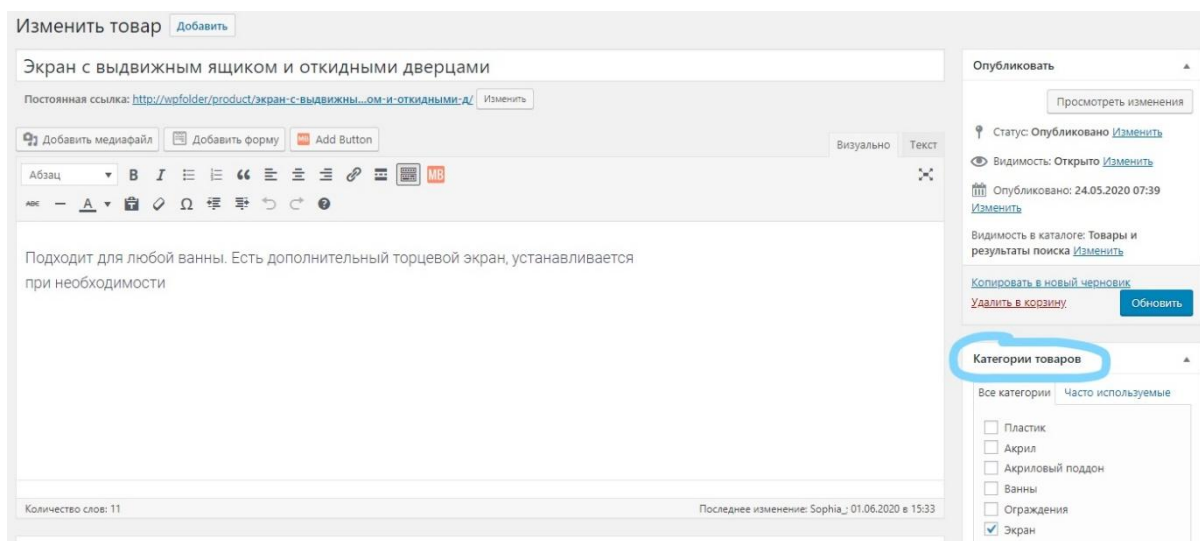 Изменить товар Добавить
Экран с выдвижным ящиком и откидными дверцами
Постоянная ссылка: http://wpfolder/product/экран-с-выдвижны...ом-и-откидными-д/ Изменить
Добавить медиафайл Добавить форму Add Button
Визуально Текст
Абзац B I MB
ABC A Ω
Подходит для любой ванны. Есть дополнительный торцевой экран, устанавливается
при необходимости
Количество слов: 11
Последнее изменение: Sophia_; 01.06.2020 в 15:33
Опубликовать
Просмотреть изменения
Статус: Опубликовано Изменить
Видимость: Открыто Изменить
Опубликовано: 24.05.2020 07:39
Изменить
Видимость в каталоге: Товары и
результаты поиска Изменить
Копировать в новый черновик
Удалить в корзину Обновить
Категории товаров
Все категории Часто используемые
Пластик
Акрил
Акриловый поддон
Ванны
Ограждения
Экран